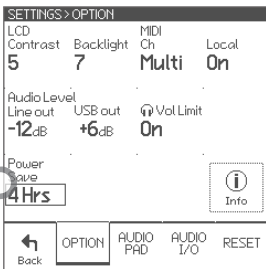 SETTINGS > OPTION
LCD MIDI
Contrast Backlight Ch Local
5 7 Multi On
Audio Level
Line out USB out Vol Limit
-12dB +6dB On
Power
Save
4 Hrs
Info
Back OPTION AUDIO PAD AUDIO I/O RESET